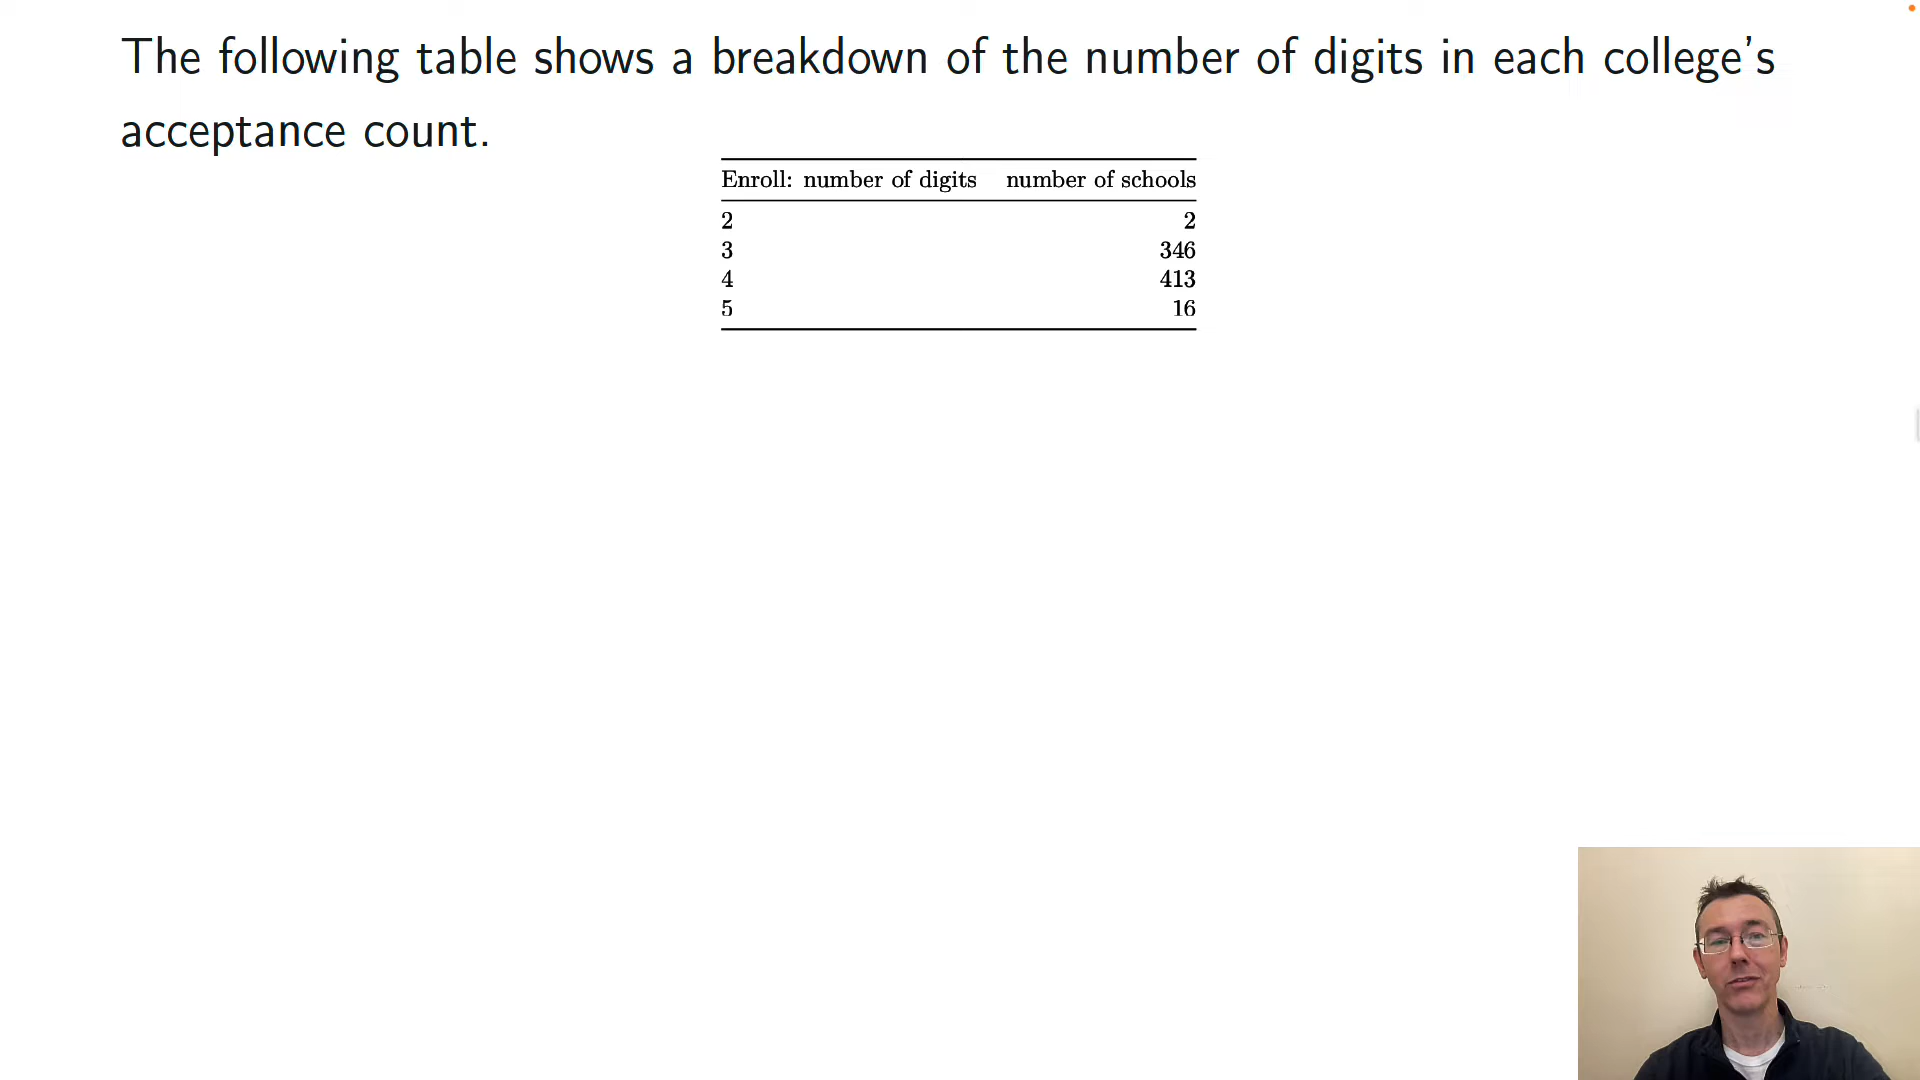 The following table shows a breakdown of the number of digits in each college's
acceptance count.
Enroll: number of digits number of schools
2 2
3 346
4 413
5 16